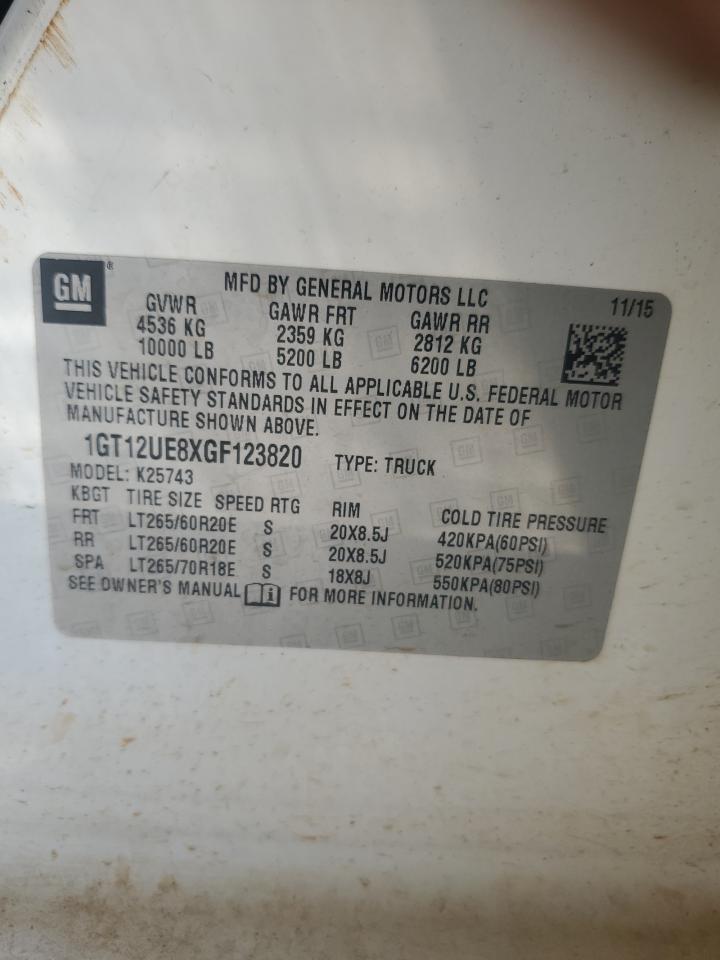 GM ®
MFD BY GENERAL MOTORS LLC 11/15
GVWR GAWR FRT GAWR RR
4536 KG 2359 KG 2812 KG
10000 LB 5200 LB 6200 LB
THIS VEHICLE CONFORMS TO ALL APPLICABLE U.S. FEDERAL MOTOR
VEHICLE SAFETY STANDARDS IN EFFECT ON THE DATE OF
MANUFACTURE SHOWN ABOVE.
1GT12UE8XGF123820 TYPE: TRUCK
MODEL: K25743
KBGT TIRE SIZE SPEED RTG RIM COLD TIRE PRESSURE
FRT LT265/60R20E S 20X8.5J 420KPA(60PSI)
RR LT265/60R20E S 20X8.5J 520KPA(75PSI)
SPA LT265/70R18E S 18X8J 550KPA(80PSI)
SEE OWNER'S MANUAL FOR MORE INFORMATION.